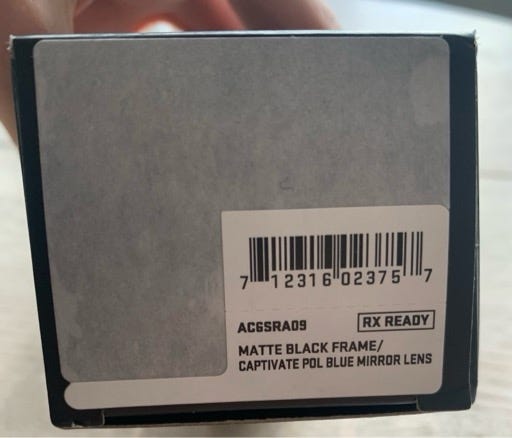 7 12316 02375 7
AC6SRA09 RX READY
MATTE BLACK FRAME/
CAPTIVATE POL BLUE MIRROR LENS